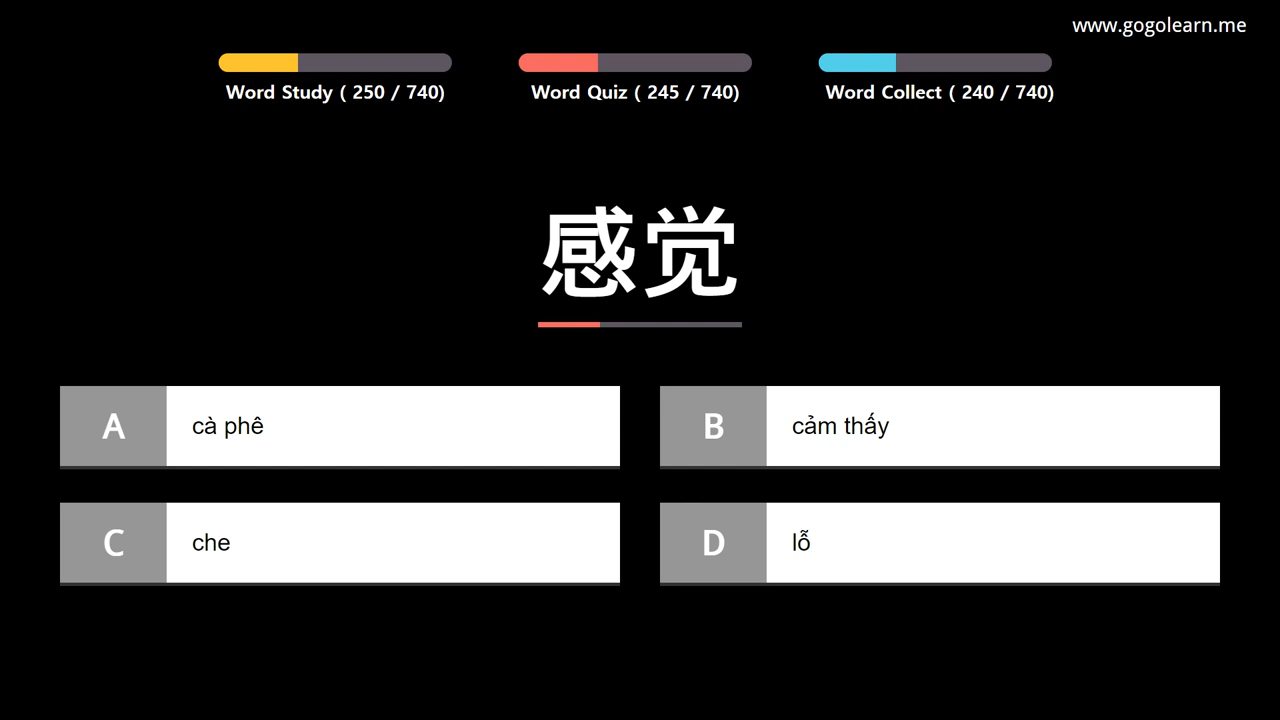 www.gogolearn.me
Word Study ( 250 / 740)
Word Quiz ( 245 / 740)
Word Collect ( 240 / 740)
感觉
A
cà phê
B
cảm thấy
C
che
D
lỗ